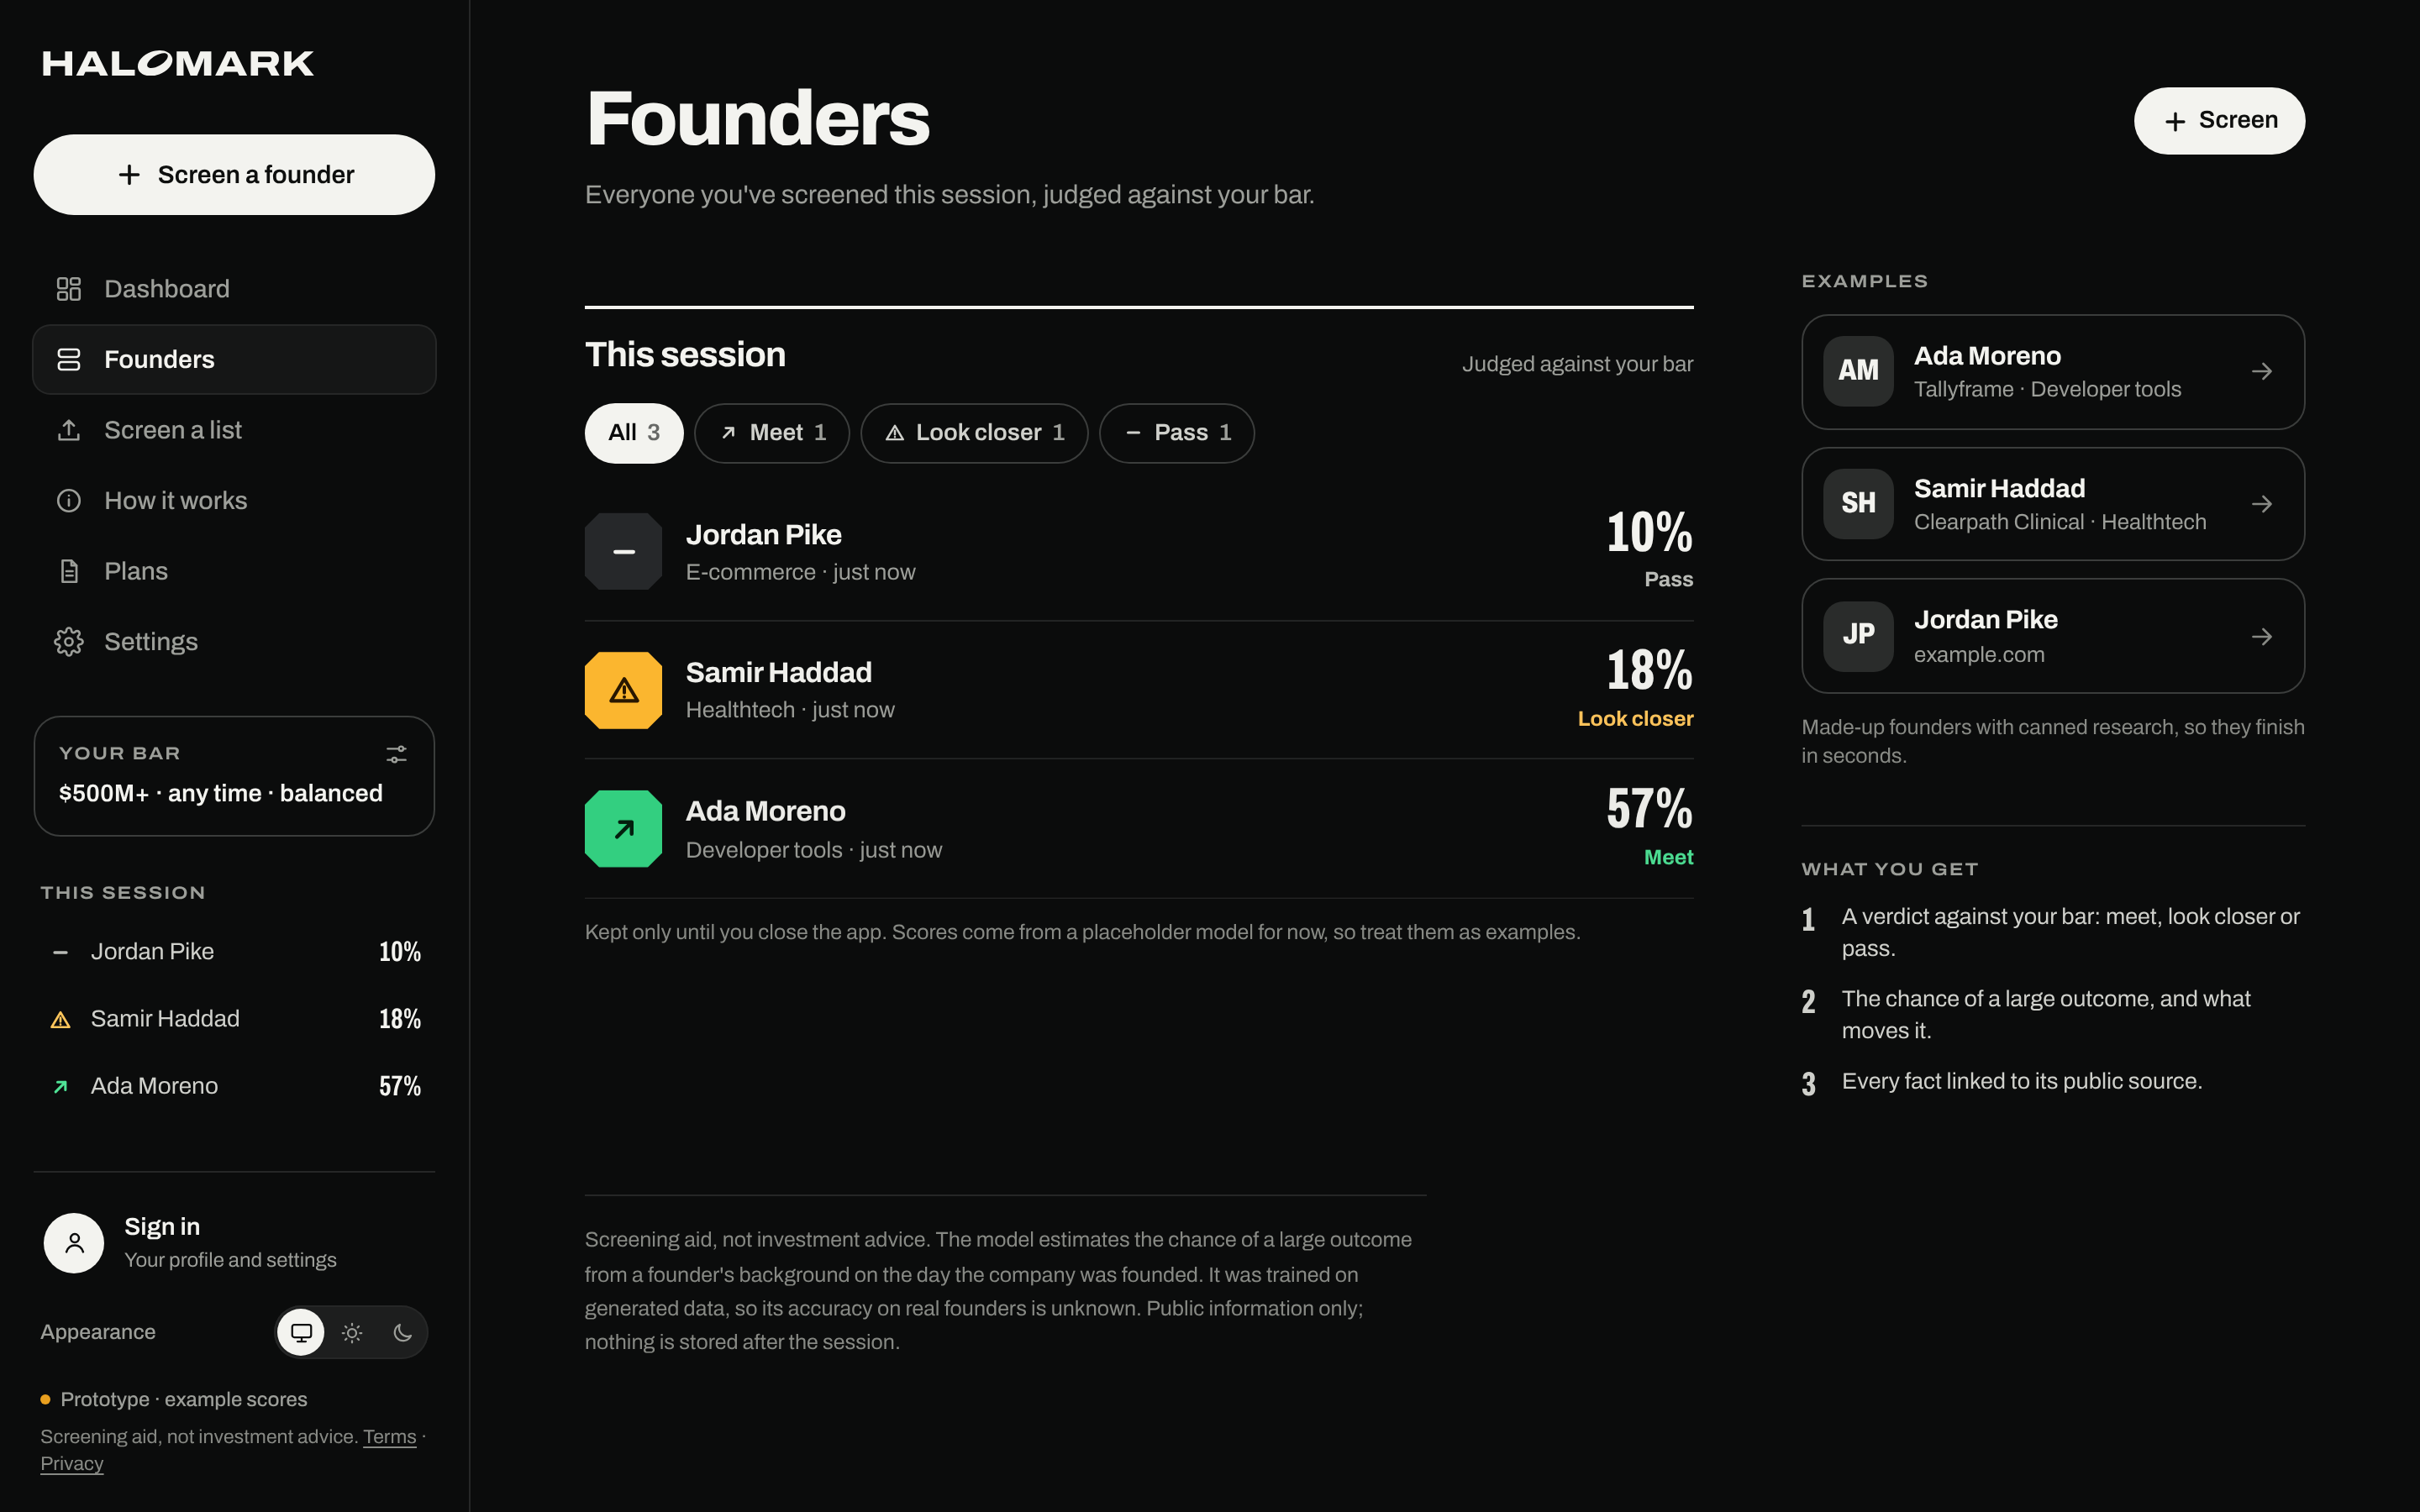 HALOMARK
Screen a founder
Dashboard
Founders
Screen a list
How it works
Plans
Settings
YOUR BAR
$500M+ · any time · balanced
THIS SESSION
Jordan Pike 10%
Samir Haddad 18%
Ada Moreno 57%
Sign in
Your profile and settings
Appearance
Prototype · example scores
Screening aid, not investment advice. Terms ·
Privacy
Founders
Screen
Everyone you've screened this session, judged against your bar.
This session
Judged against your bar
All 3 Meet 1 Look closer 1 Pass 1
Jordan Pike
E-commerce · just now
10%
Pass
Samir Haddad
Healthtech · just now
18%
Look closer
Ada Moreno
Developer tools · just now
57%
Meet
Kept only until you close the app. Scores come from a placeholder model for now, so treat them as examples.
Screening aid, not investment advice. The model estimates the chance of a large outcome
from a founder's background on the day the company was founded. It was trained on
generated data, so its accuracy on real founders is unknown. Public information only;
nothing is stored after the session.
EXAMPLES
AM
Ada Moreno
Tallyframe · Developer tools
SH
Samir Haddad
Clearpath Clinical · Healthtech
JP
Jordan Pike
example.com
Made-up founders with canned research, so they finish
in seconds.
WHAT YOU GET
1 A verdict against your bar: meet, look closer or
pass.
2 The chance of a large outcome, and what
moves it.
3 Every fact linked to its public source.